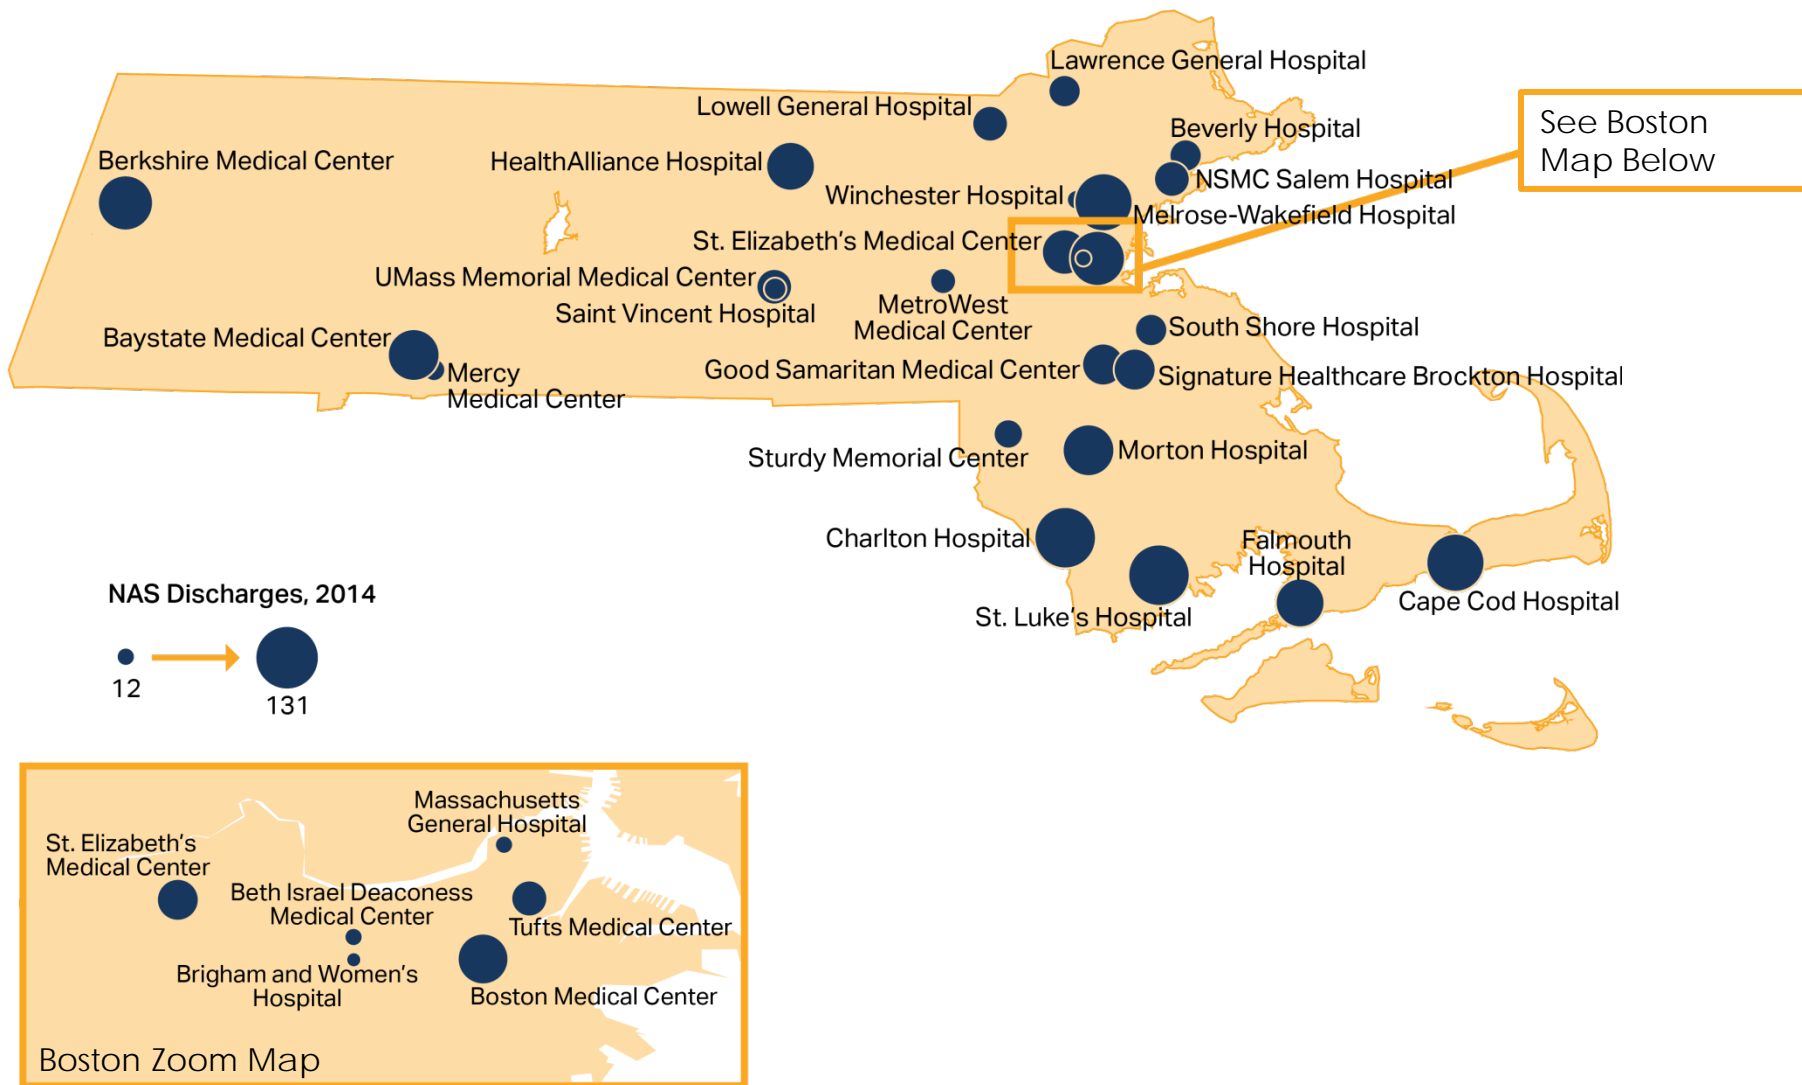 Lawrence General Hospital
Lowell General Hospital
See Boston
Map Below
Beverly Hospital
Berkshire Medical Center
HealthAlliance Hospital
NSMC Salem Hospital
Winchester Hospital
Melrose-Wakefield Hospital
St. Elizabeth's Medical Center
UMass Memorial Medical Center
Saint Vincent Hospital
MetroWest
Medical Center
South Shore Hospital
Baystate Medical Center
Good Samaritan Medical Center
Mercy
Medical Center
Signature Healthcare Brockton Hospital
Sturdy Memorial Center
Morton Hospital
Charlton Hospital
Falmouth
Hospital
St. Luke's Hospital
Cape Cod Hospital
NAS Discharges, 2014
12
131
Massachusetts
General Hospital
St. Elizabeth's
Medical Center
Beth Israel Deaconess
Medical Center
Tufts Medical Center
Brigham and Women's
Hospital
Boston Medical Center
Boston Zoom Map